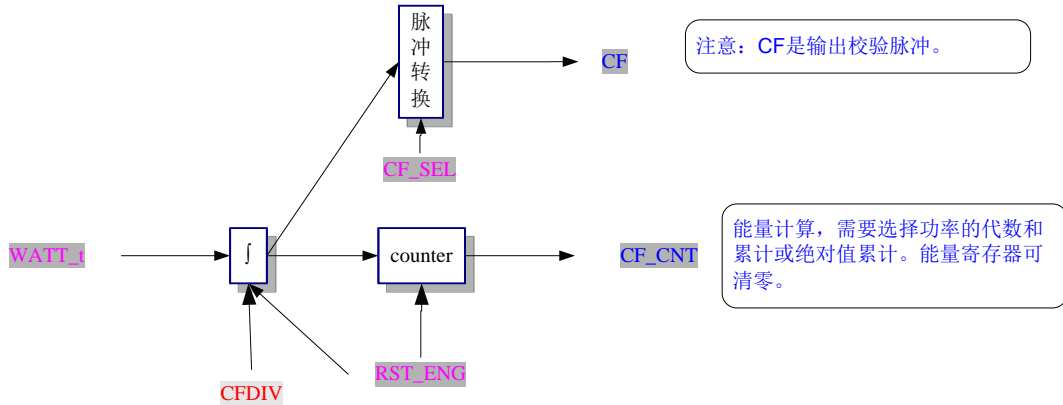 脉
冲
转
换
CF
注意：CF是输出校验脉冲。
CF_SEL
WATT_t
∫
counter
CF_CNT
能量计算，需要选择功率的代数和
累计或绝对值累计。能量寄存器可
清零。
CFDIV
RST_ENG